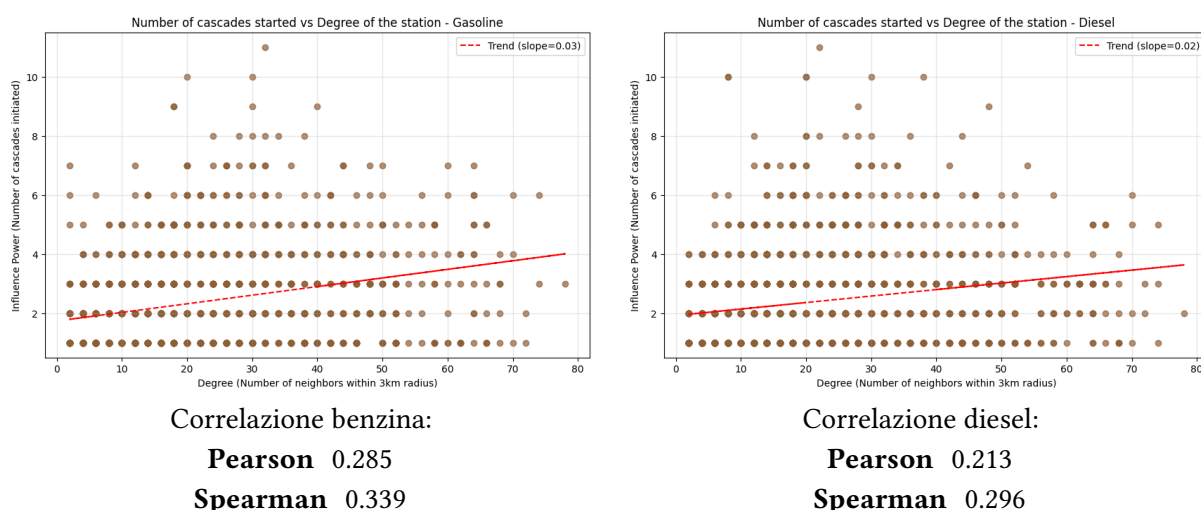 Number of cascades started vs Degree of the station - Gasoline
Trend (slope=0.03)
Influence Power (Number of cascades initiated)
10
8
6
4
2
0 10 20 30 40 50 60 70 80
Degree (Number of neighbors within 3km radius)
Correlazione benzina:
Pearson 0.285
Spearman 0.339
Number of cascades started vs Degree of the station - Diesel
Trend (slope=0.02)
Influence Power (Number of cascades initiated)
10
8
6
4
2
0 10 20 30 40 50 60 70 80
Degree (Number of neighbors within 3km radius)
Correlazione diesel:
Pearson 0.213
Spearman 0.296